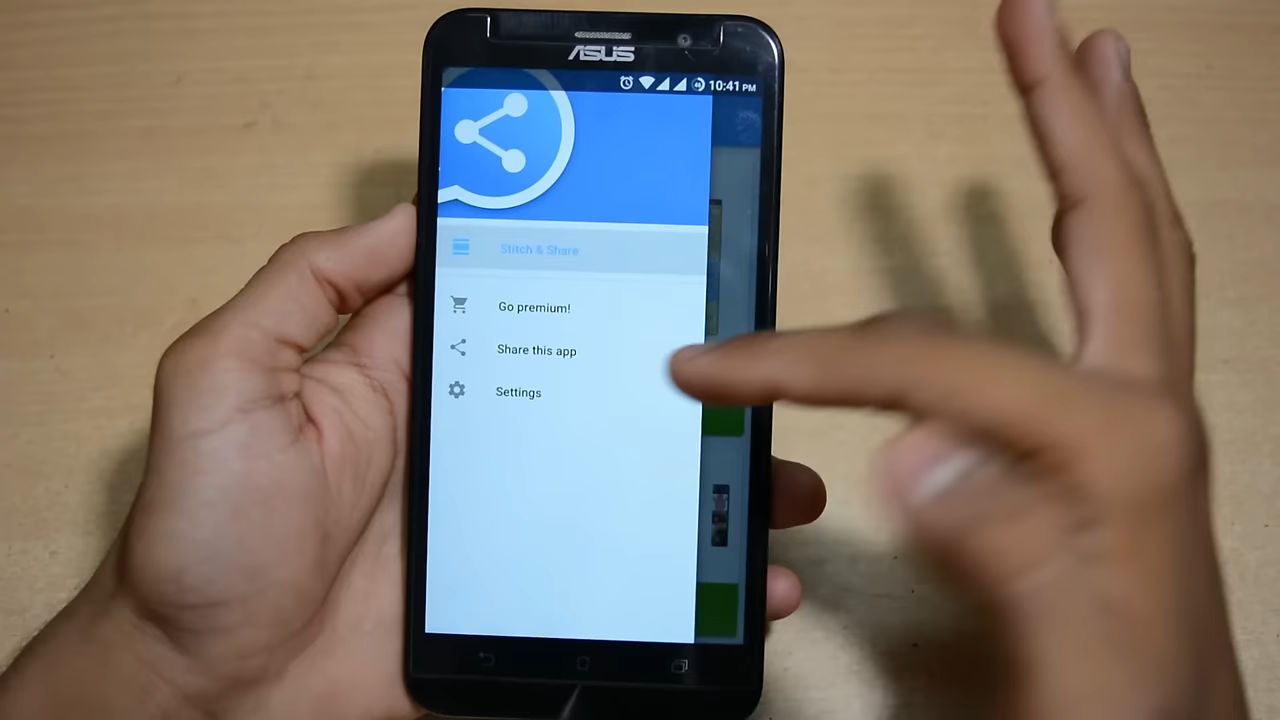 ASUS
10:41 PM
Stitch & Share
Go premium!
Share this app
Settings